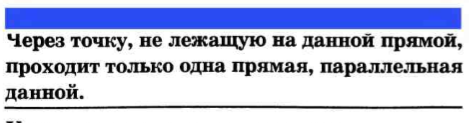 Через точку, не лежащую на данной прямой,
проходит только одна прямая, параллельная
данной.